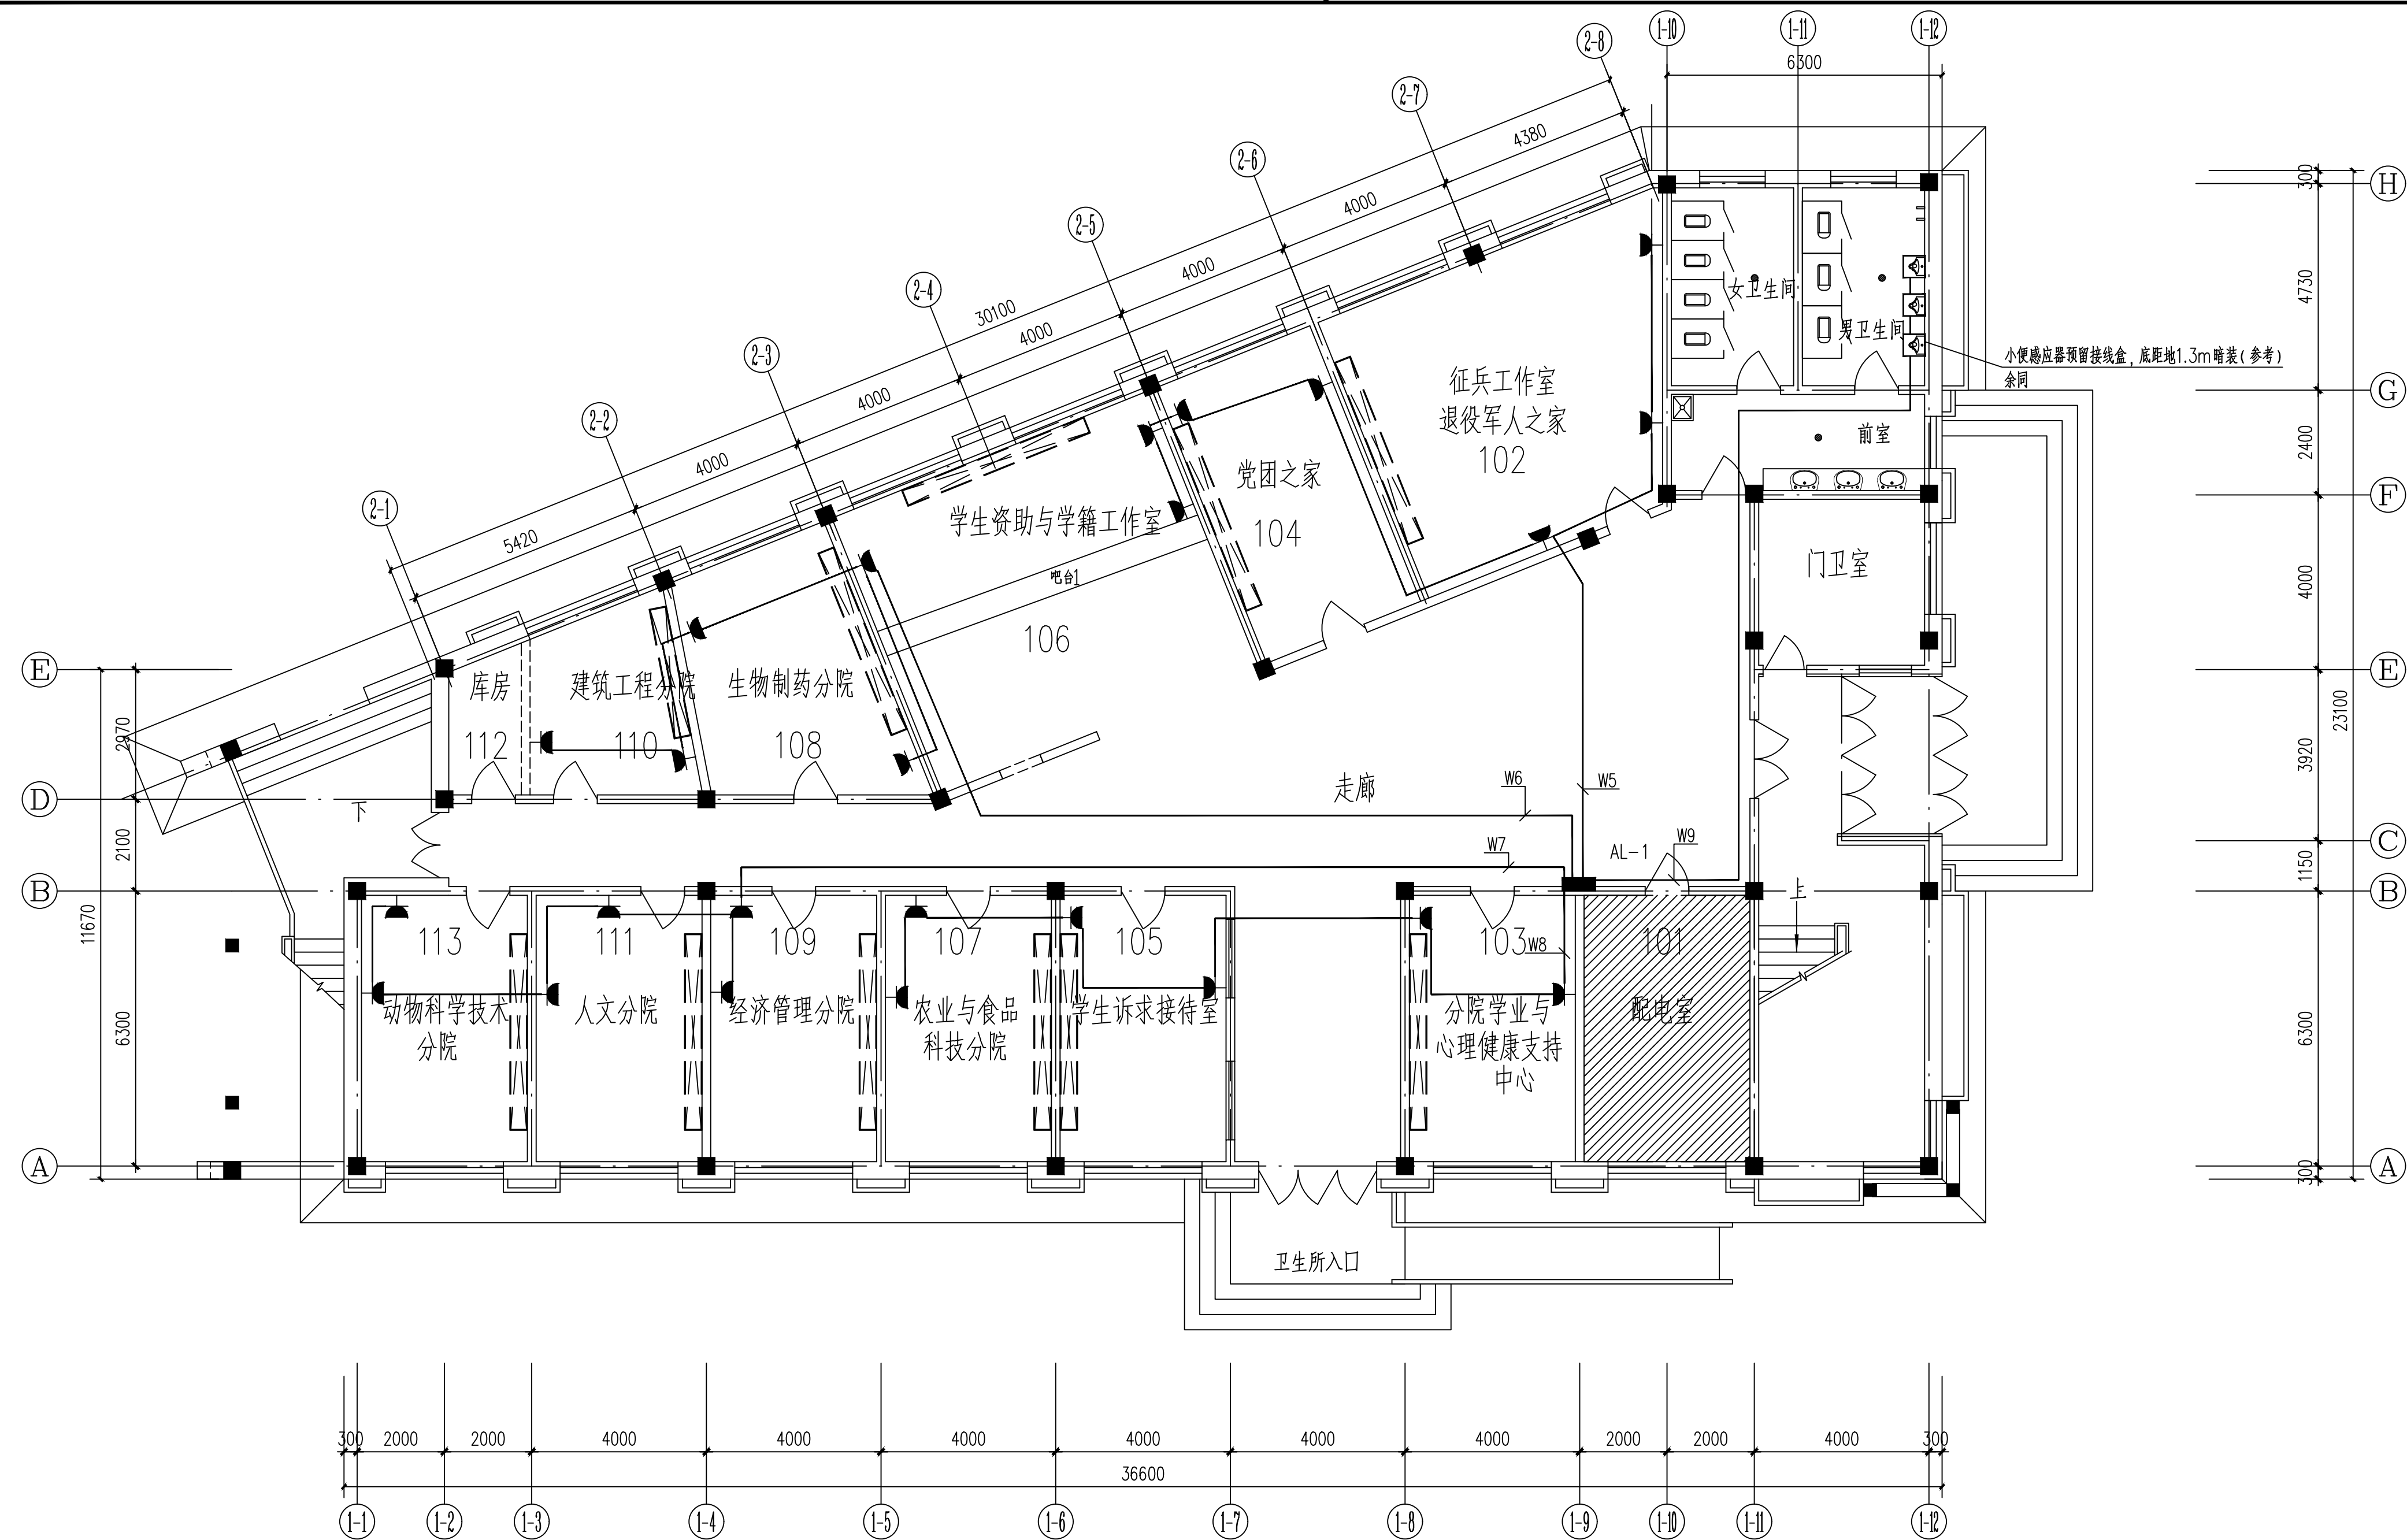 1-10
1-11
1-12
2-8
6300
2-7
4380
2-6
4000
2-5
4000
2-4
30100
4000
2-3
4000
2-2
4000
2-1
5420
H
300
4730
女卫生间
男卫生间
小便感应器预留接线盒，底距地1.3m暗装（参考）
余同
G
征兵工作室
退役军人之家
102
前室
2400
党团之家
104
F
学生资助与学籍工作室
门卫室
4000
吧台1
106
E
E
库房
建筑工程分院
生物制药分院
2970
112
110
108
23100
3920
走廊
W6
W5
D
下
2100
W7
AL-1
W9
C
1150
B
上
B
11670
113
111
109
107
105
103
W8
101
动物科学技术
分院
人文分院
经济管理分院
农业与食品
科技分院
学生诉求接待室
分院学业与
心理健康支持
中心
配电室
6300
6300
A
A
300
卫生所入口
300
2000
2000
4000
4000
4000
4000
4000
4000
2000
2000
4000
300
36600
1-1
1-2
1-3
1-4
1-5
1-6
1-7
1-8
1-9
1-10
1-11
1-12